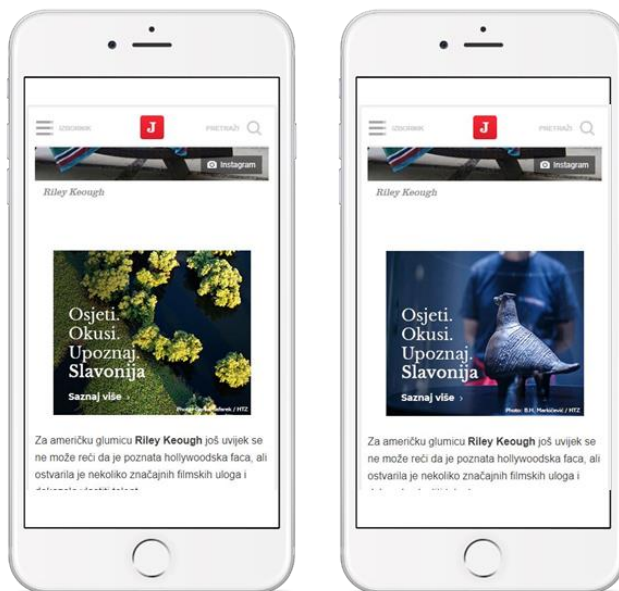 IZBORNIK
J
PRETRAŽI
Instagram
Riley Keough
Osjeti.
Okusi.
Upoznaj.
Slavonija
Saznaj više ›
/ HTZ
Za američku glumicu Riley Keough još uvijek se
ne može reći da je poznata hollywoodska faca, ali
ostvarila je nekoliko značajnih filmskih uloga i
IZBORNIK
J
PRETRAŽI
Instagram
Riley Keough
Osjeti.
Okusi.
Upoznaj.
Slavonija
Saznaj više ›
Photo: B.H. Markičević / HTZ
Za američku glumicu Riley Keough još uvijek se
ne može reći da je poznata hollywoodska faca, ali
ostvarila je nekoliko značajnih filmskih uloga i